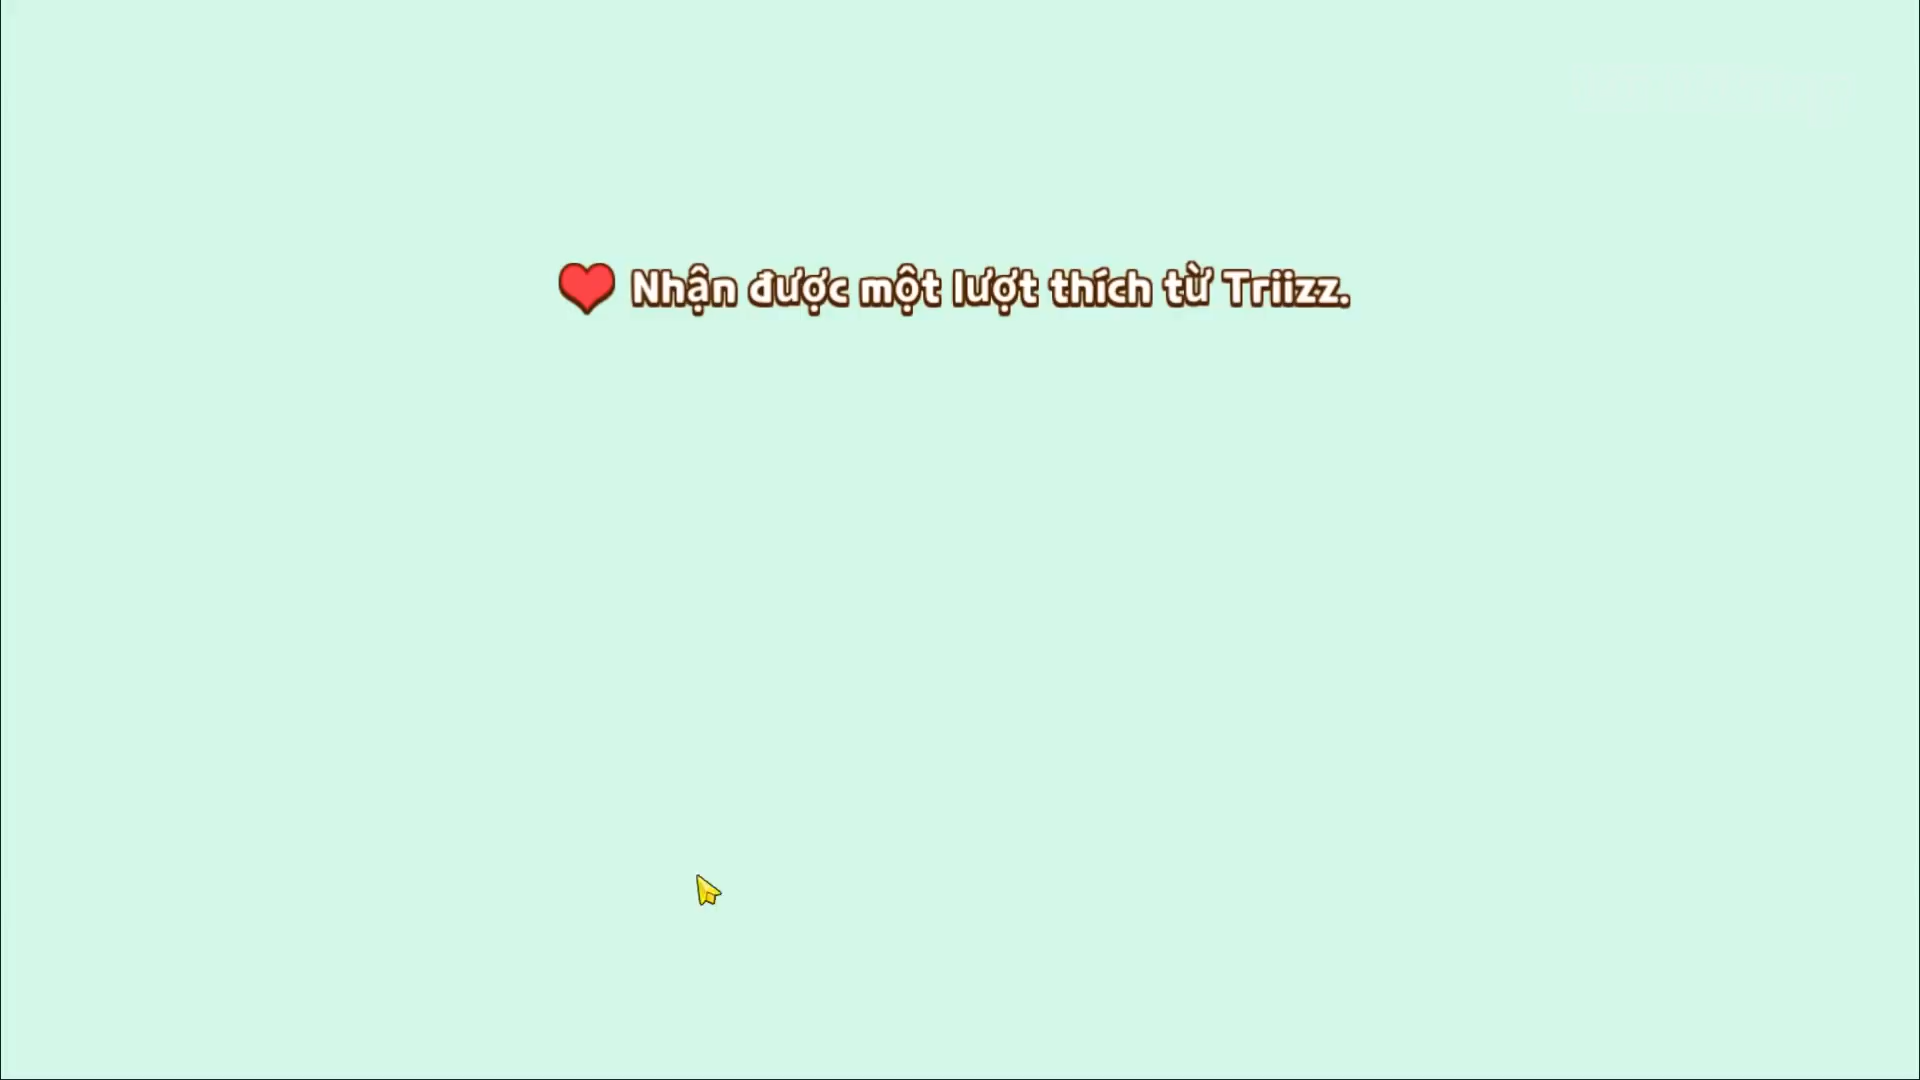 Nhận được một lượt thích từ Triizz.